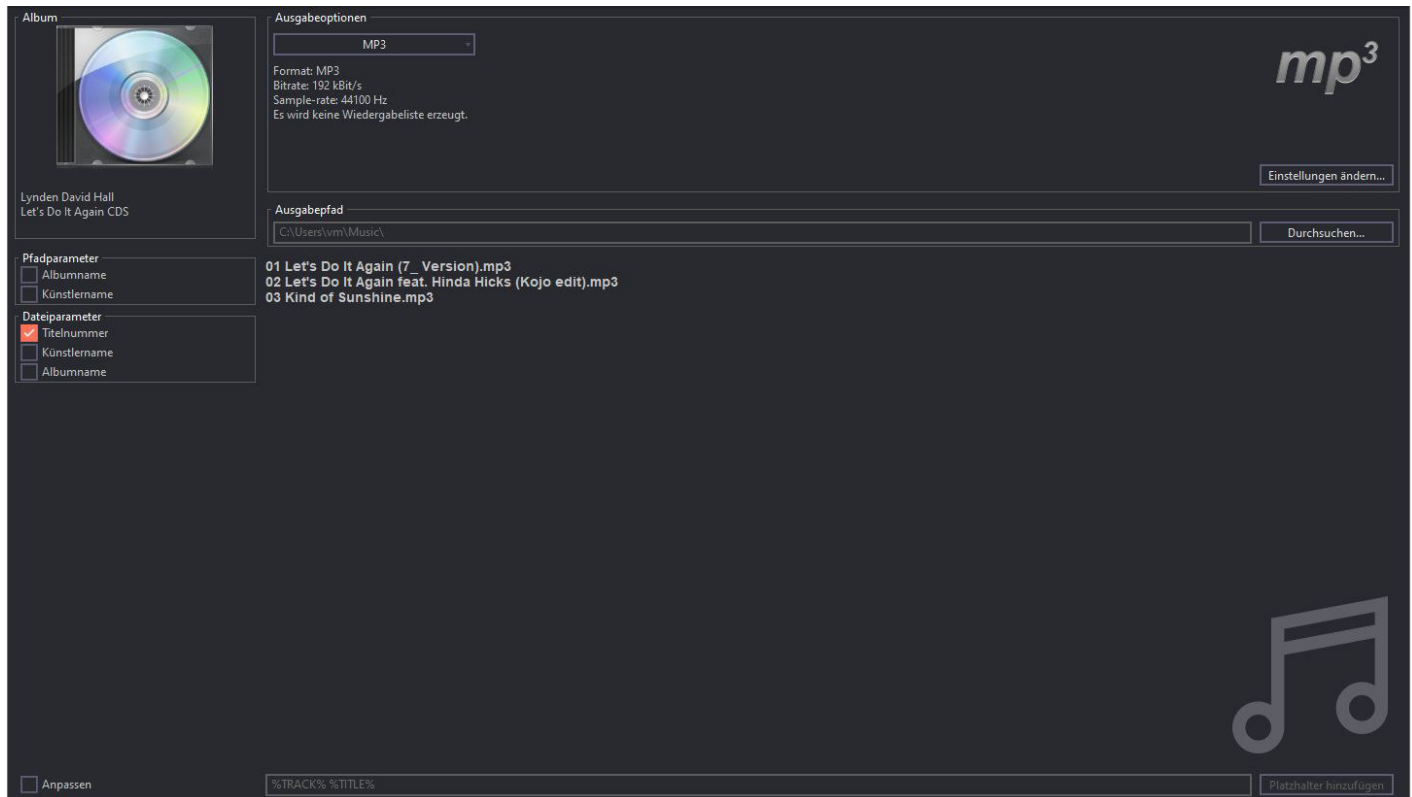 Album
Lynden David Hall
Let's Do It Again CDS
Ausgabeoptionen
MP3
Format: MP3
Bitrate: 192 kBit/s
Sample-rate: 44100 Hz
Es wird keine Wiedergabeliste erzeugt.
mp3
Einstellungen ändern...
Ausgabepfad
C:\Users\vm\Music\
Durchsuchen...
Pfadparameter
Albumname
Künstlername
Dateiparameter
Titelnummer
Künstlername
Albumname
01 Let's Do It Again (7_ Version).mp3
02 Let's Do It Again feat. Hinda Hicks (Kojo edit).mp3
03 Kind of Sunshine.mp3
Anpassen
%TRACK% %TITLE%
Platzhalter hinzufügen